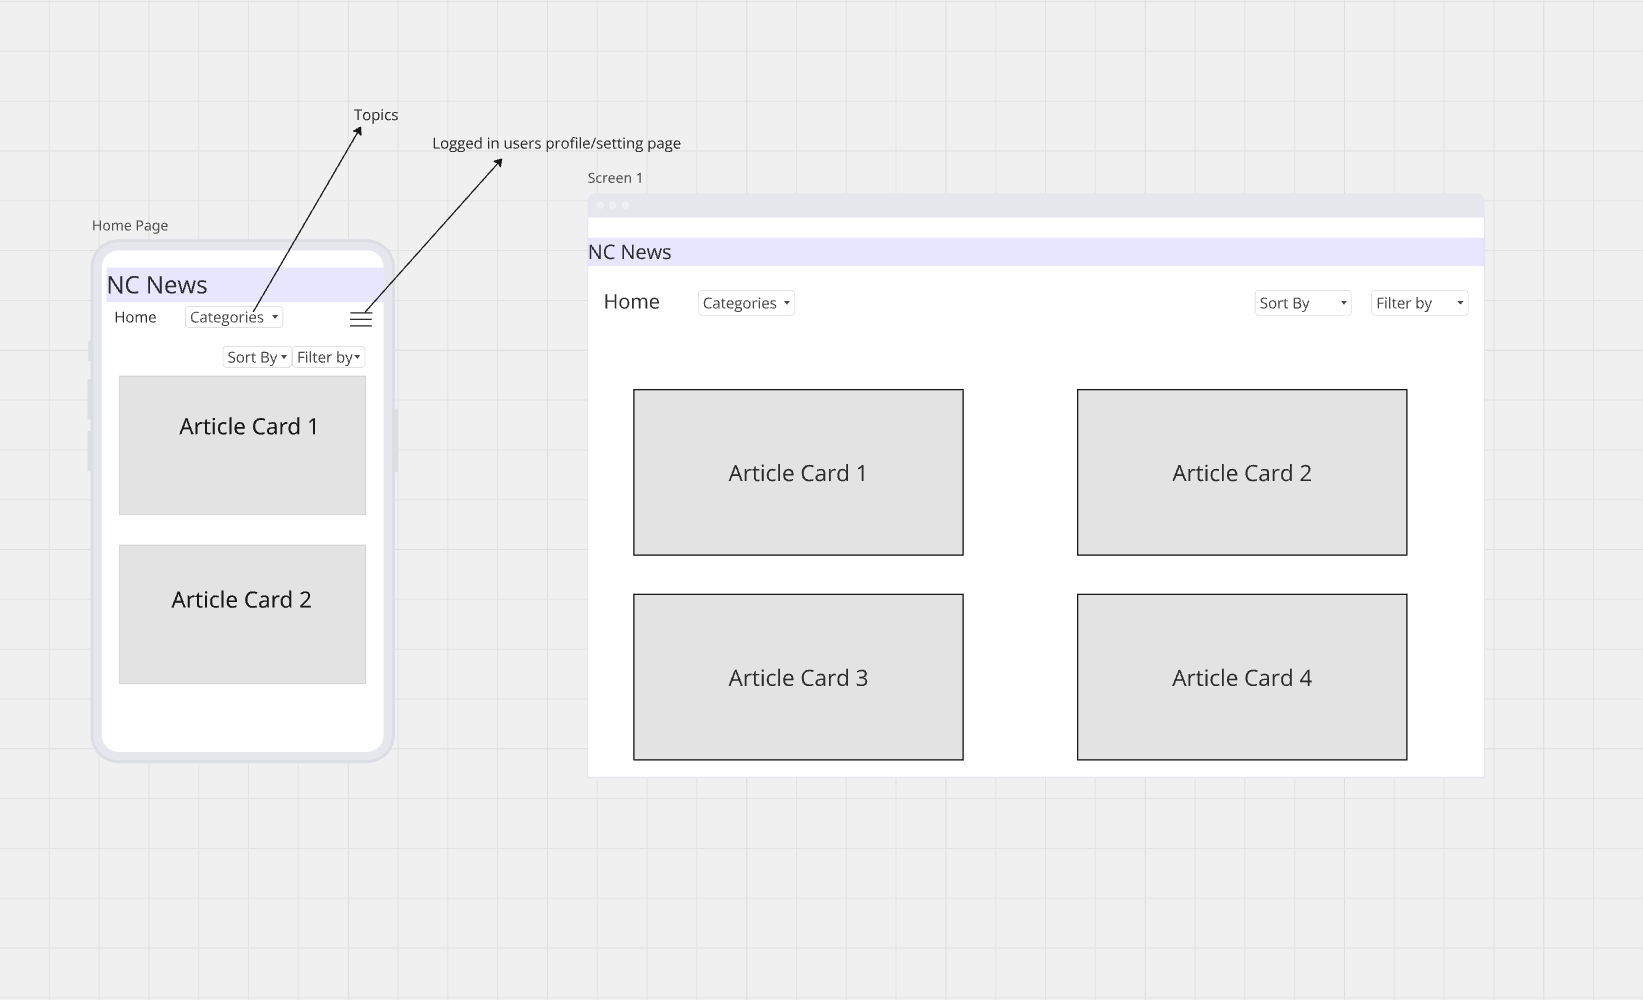 Topics
Logged in users profile/setting page
Home Page
NC News
Home
Categories
Sort By
Filter by
Article Card 1
Article Card 2
Screen 1
NC News
Home
Categories
Sort By
Filter by
Article Card 1
Article Card 2
Article Card 3
Article Card 4